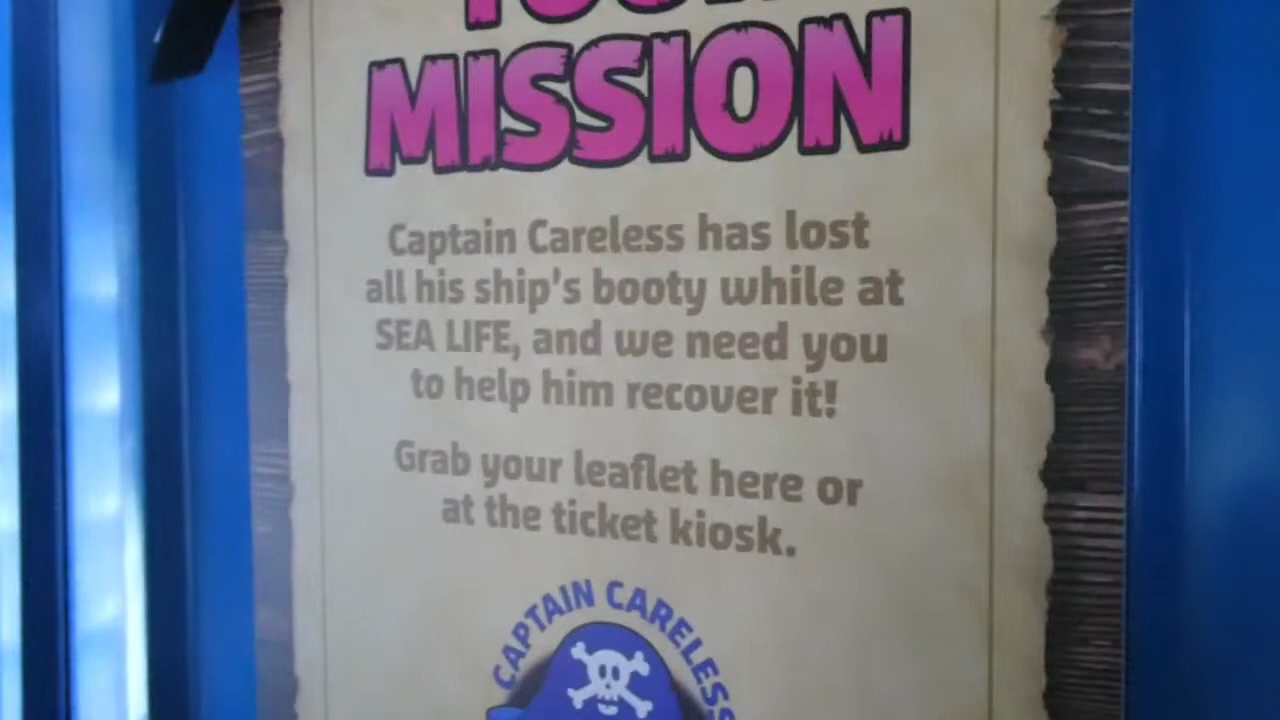 YOUR
MISSION
Captain Careless has lost
all his ship's booty while at
SEA LIFE, and we need you
to help him recover it!
Grab your leaflet here or
at the ticket kiosk.
CAPTAIN CARELESS